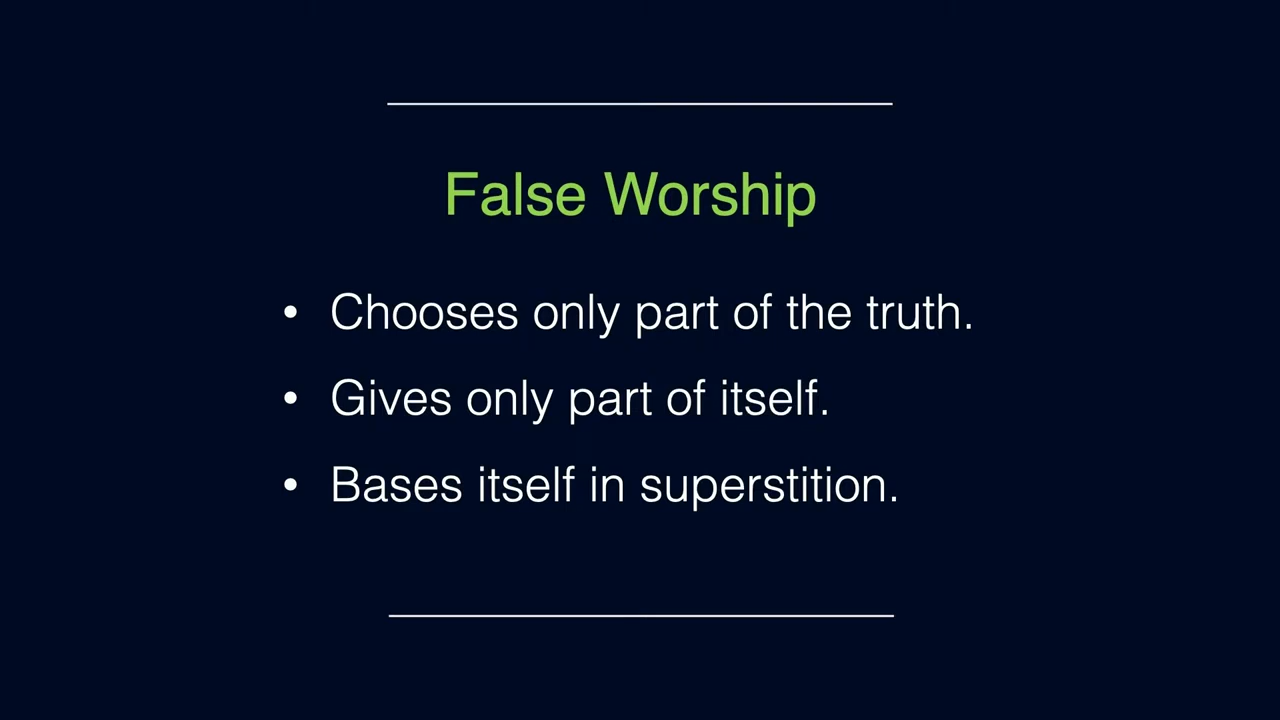 False Worship
• Chooses only part of the truth.
• Gives only part of itself.
• Bases itself in superstition.